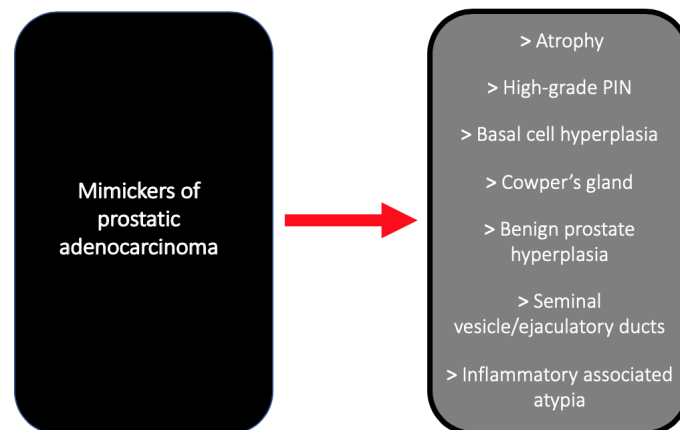 Mimickers of
prostatic
adenocarcinoma
> Atrophy
> High-grade PIN
> Basal cell hyperplasia
> Cowper’s gland
> Benign prostate
hyperplasia
> Seminal
vesicle/ejaculatory ducts
> Inflammatory associated
atypia